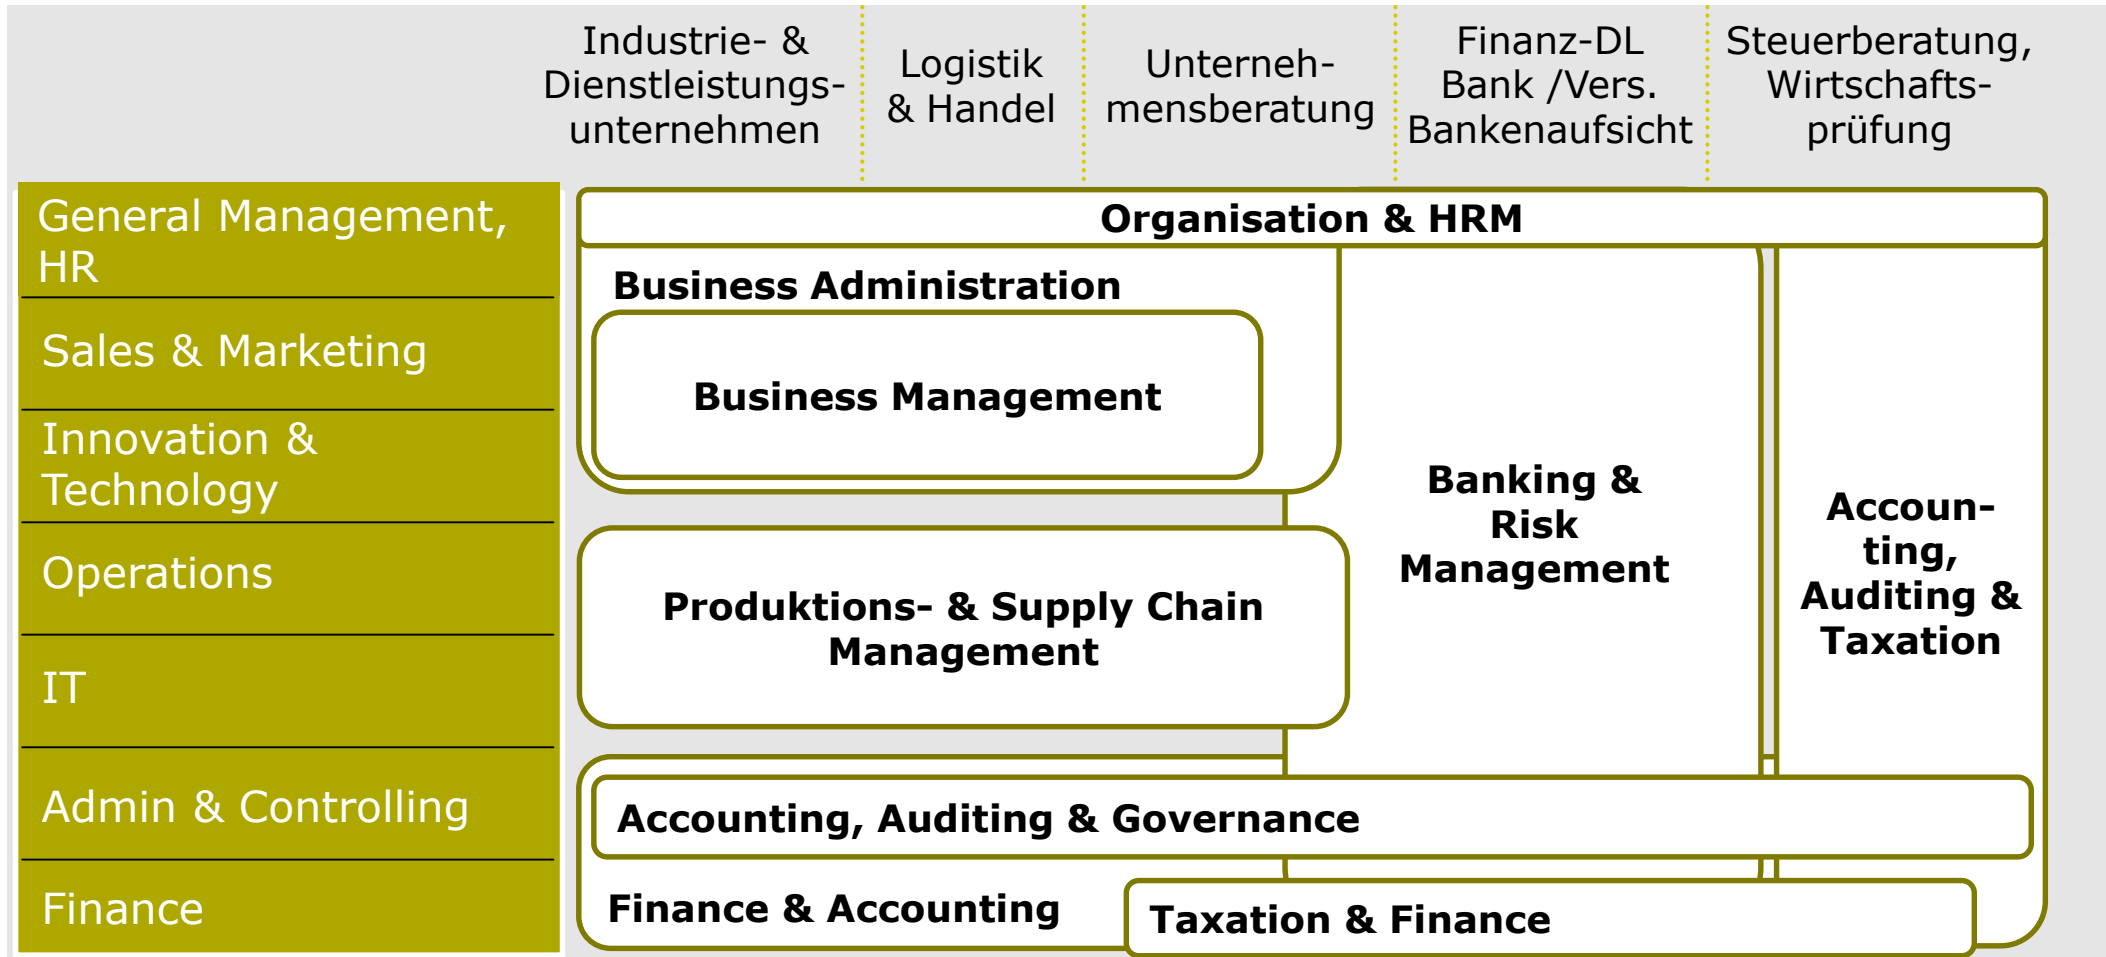 Industrie- &
Dienstleistungs-
unternehmen
Logistik
& Handel
Unterneh-
mensberatung
Finanz-DL
Bank /Vers.
Bankenaufsicht
Steuerberatung,
Wirtschafts-
prüfung
General Management,
HR
Sales & Marketing
Innovation &
Technology
Operations
IT
Admin & Controlling
Finance
Organisation & HRM
Business Administration
Business Management
Produktions- & Supply Chain
Management
Banking &
Risk
Management
Accoun-
ting,
Auditing &
Taxation
Accounting, Auditing & Governance
Finance & Accounting
Taxation & Finance